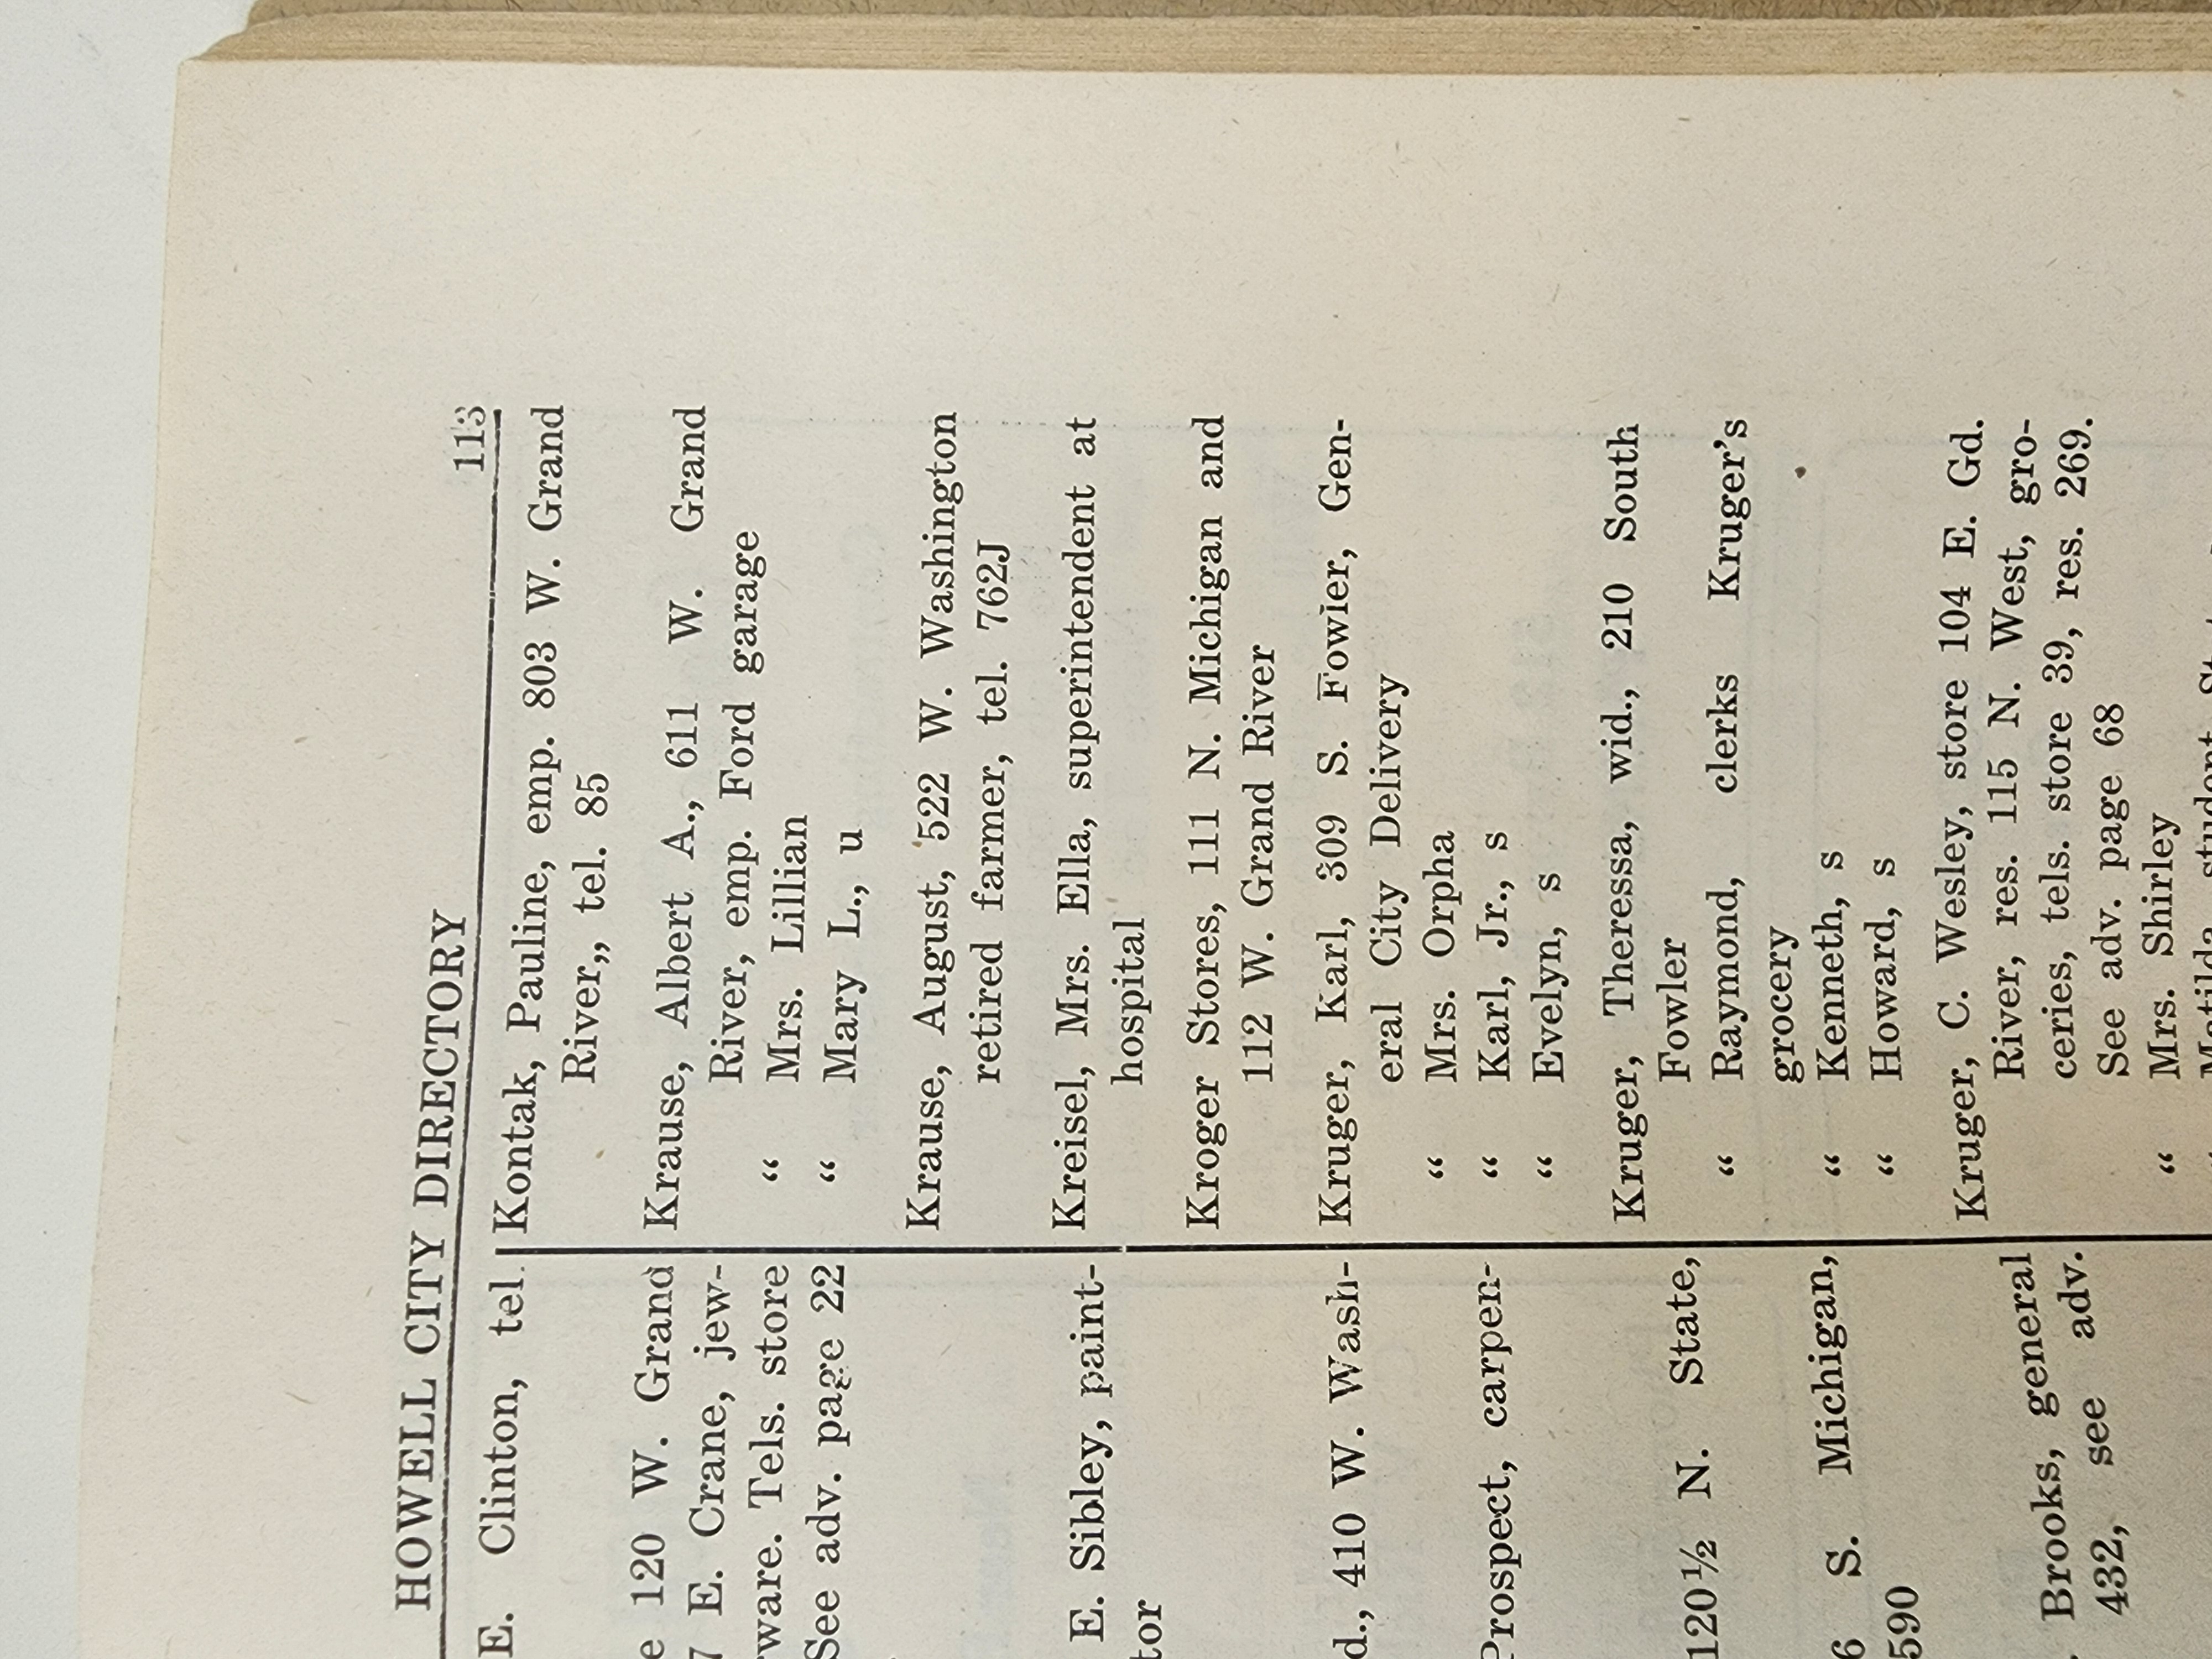 HOWELL CITY DIRECTORY 113
E. Clinton, tel.
e 120 W. Grand
7 E. Crane, jew-
ware. Tels. store
See adv. page 22
E. Sibley, paint-
tor
d., 410 W. Wash-
Prospect, carpen-
120½ N. State,
6 S. Michigan,
590
Brooks, general
432, see adv.
Kontak, Pauline, emp. 803 W. Grand
River,, tel. 85
Krause, Albert A., 611 W. Grand
River, emp. Ford garage
“ Mrs. Lillian
“ Mary L., u
Krause, August, 522 W. Washington
retired farmer, tel. 762J
Kreisel, Mrs. Ella, superintendent at
hospital
Kroger Stores, 111 N. Michigan and
112 W. Grand River
Kruger, Karl, 309 S. Fowier, Gen-
eral City Delivery
“ Mrs. Orpha
“ Karl, Jr., s
“ Evelyn, s
Kruger, Theressa, wid., 210 South
Fowler
“ Raymond, clerks Kruger's
grocery
“ Kenneth, s
“ Howard, s
Kruger, C. Wesley, store 104 E. Gd.
River, res. 115 N. West, gro-
ceries, tels. store 39, res. 269.
See adv. page 68
“ Mrs. Shirley
Matilda, student